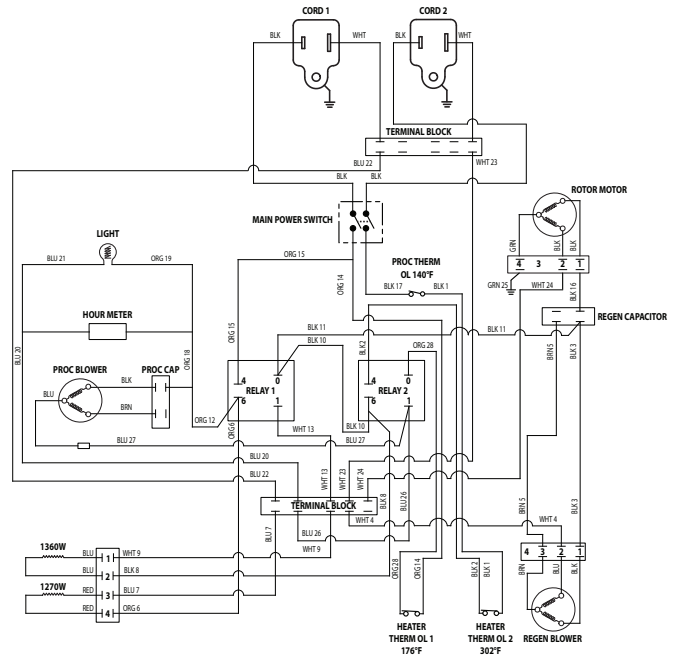 CORD 1
CORD 2
BLK
WHT
BLK
WHT
TERMINAL BLOCK
BLU 22
WHT 23
BLK
BLK
ROTOR MOTOR
MAIN POWER SWITCH
LIGHT
GRN
BLK
BLK
BLU 21
ORG 19
ORG 15
PROC THERM
OL 140°F
4 3 2 1
ORG 14
BLK 17
BLK 1
GRN 25
WHT 24
BLK 16
HOUR METER
REGEN CAPACITOR
BLU 20
ORG 18
ORG 15
BLK 11
BLK 10
BLK 2
ORG 28
BLK 11
BRN 5
BLK 3
PROC BLOWER
PROC CAP
BLK
BLU
BRN
4 0
RELAY 1
6 1
4 0
RELAY 2
6 1
ORG 12
ORG 6
WHT 13
BLK 10
BLU 27
BLU 27
BLU 20
BLU 22
WHT 13
WHT 23
WHT 24
BLK 8
BLU 26
TERMINAL BLOCK
BRN 5
BLK 3
BLU 7
BLU 26
WHT 4
WHT 4
WHT 9
1360W
BLU
1
WHT 9
BLU
2
BLK 8
1270W
RED
3
BLU 7
RED
4
ORG 6
4 3 2 1
BRN
BLU
BLK
ORG 28
ORG 14
BLK 2
BLK 1
HEATER
THERM OL 1
176°F
HEATER
THERM OL 2
302°F
REGEN BLOWER